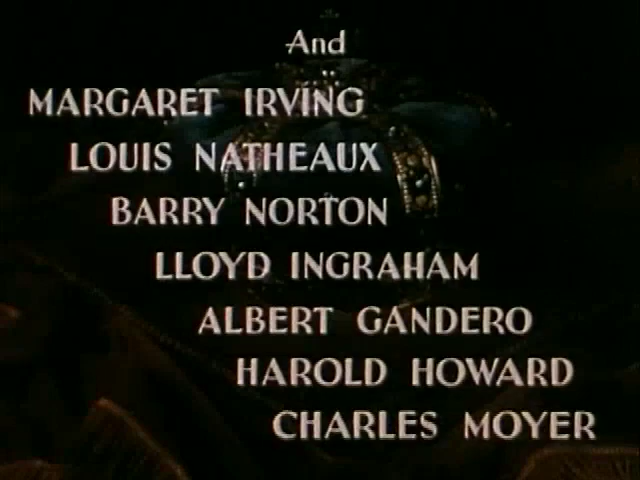 And
MARGARET IRVING
LOUIS NATHEAUX
BARRY NORTON
LLOYD INGRAHAM
ALBERT GANDERO
HAROLD HOWARD
CHARLES MOYER